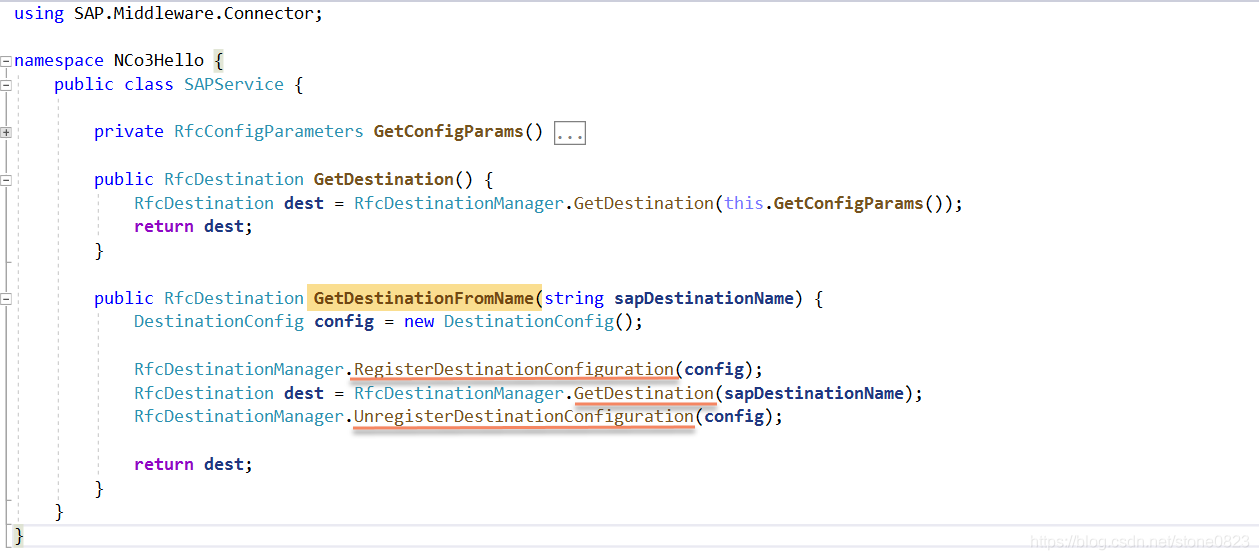 using SAP.Middleware.Connector;
namespace NCo3Hello {
public class SAPService {
private RfcConfigParameters GetConfigParams() ...
public RfcDestination GetDestination() {
RfcDestination dest = RfcDestinationManager.GetDestination(this.GetConfigParams());
return dest;
}
public RfcDestination GetDestinationFromName(string sapDestinationName) {
DestinationConfig config = new DestinationConfig();
RfcDestinationManager.RegisterDestinationConfiguration(config);
RfcDestination dest = RfcDestinationManager.GetDestination(sapDestinationName);
RfcDestinationManager.UnregisterDestinationConfiguration(config);
return dest;
}
}
}
https://blog.csdn.net/stone0823